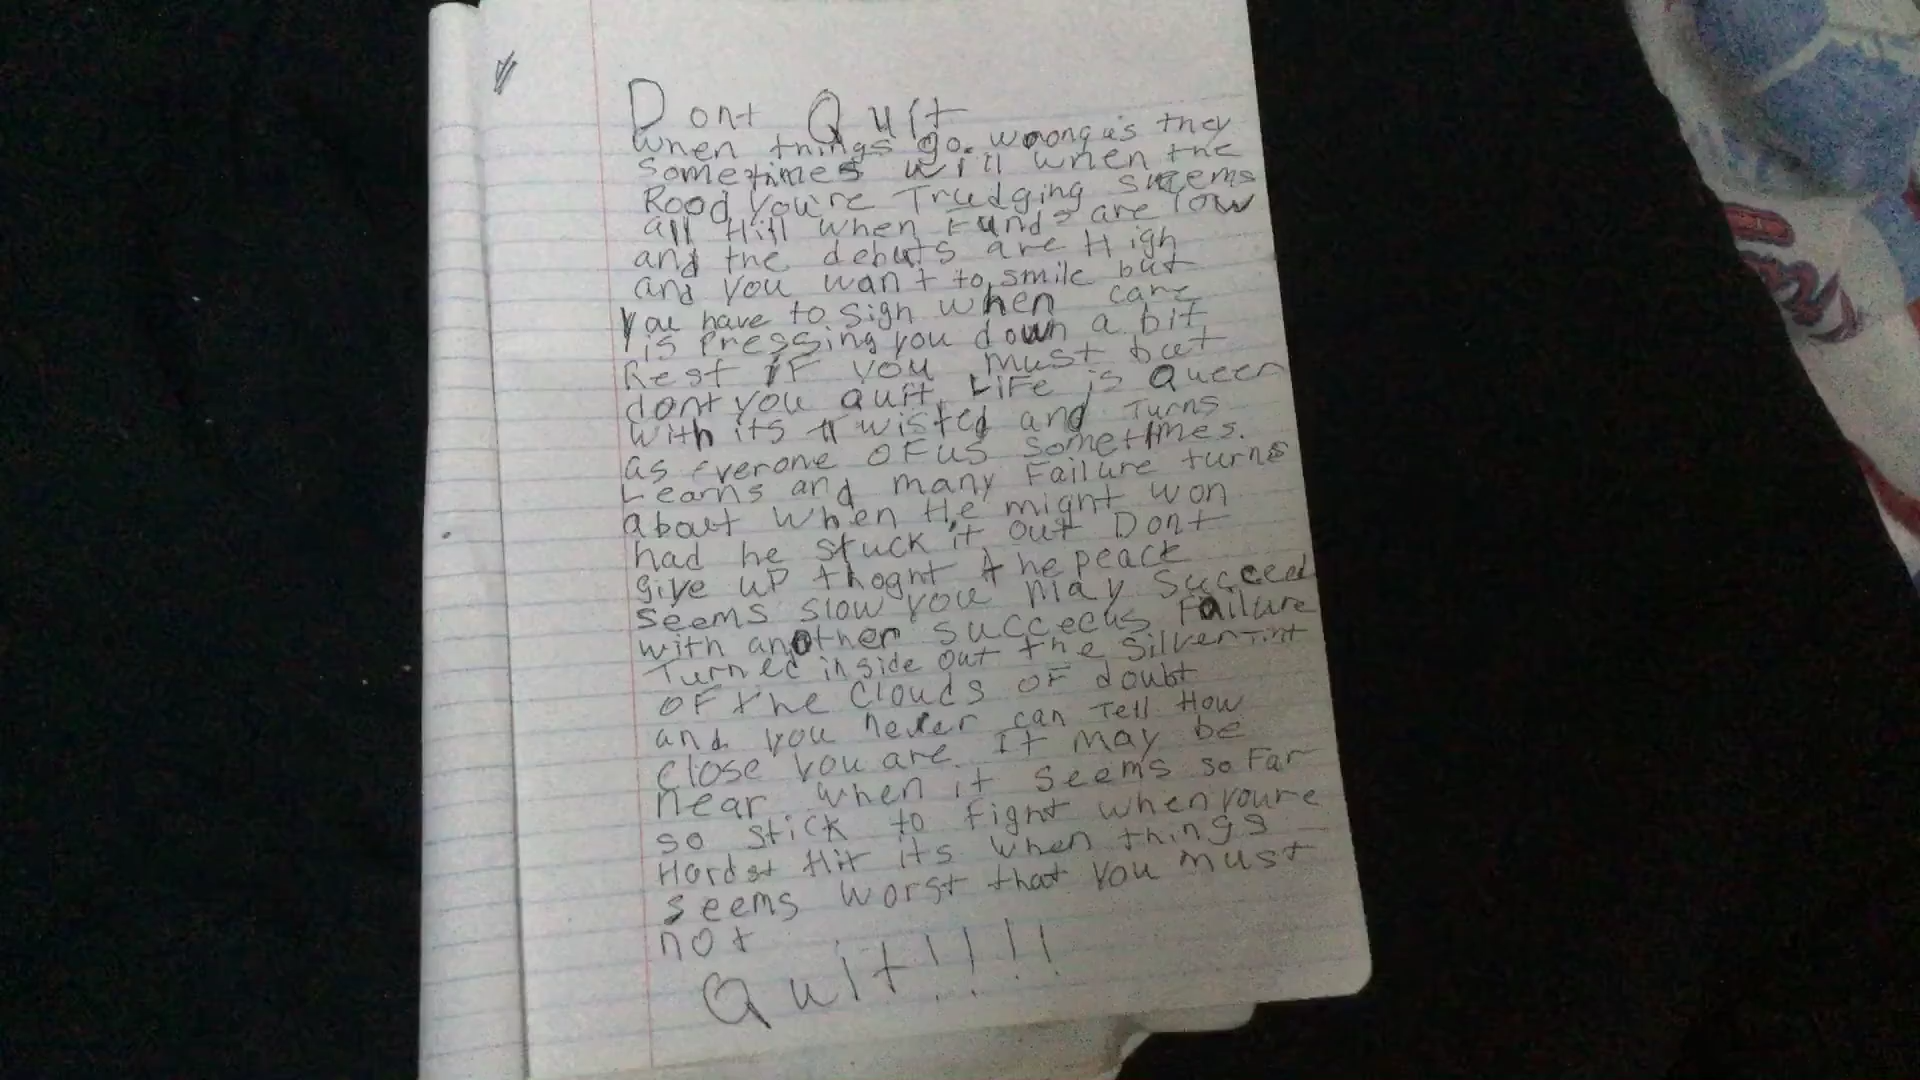 Dont Quit
When things go. wrong as they
sometimes will when the
Rood you're Trudging seems
all Hill when Funds are low
and the debuts are High
and you want to smile but
You have to sigh when care
is Pressing you down a bit
Rest iF you must but
dont you quit. LiFe is Queer
with its twisted and Turns
as everone oF us sometimes.
Learns and many Failure turns
about when He might won
had he stuck it out Dont
give up thoght the peace
seems slow you may Succeed
with another succeeus Failure
Turned inside out the Silver Tint
oF the Clouds oF doubt
and you never can Tell How
close you are. It may be
near when it seems so Far
so stick to Fight when youre
Hardst Hit its when things
seems worst that you must
not
Quit!!!!